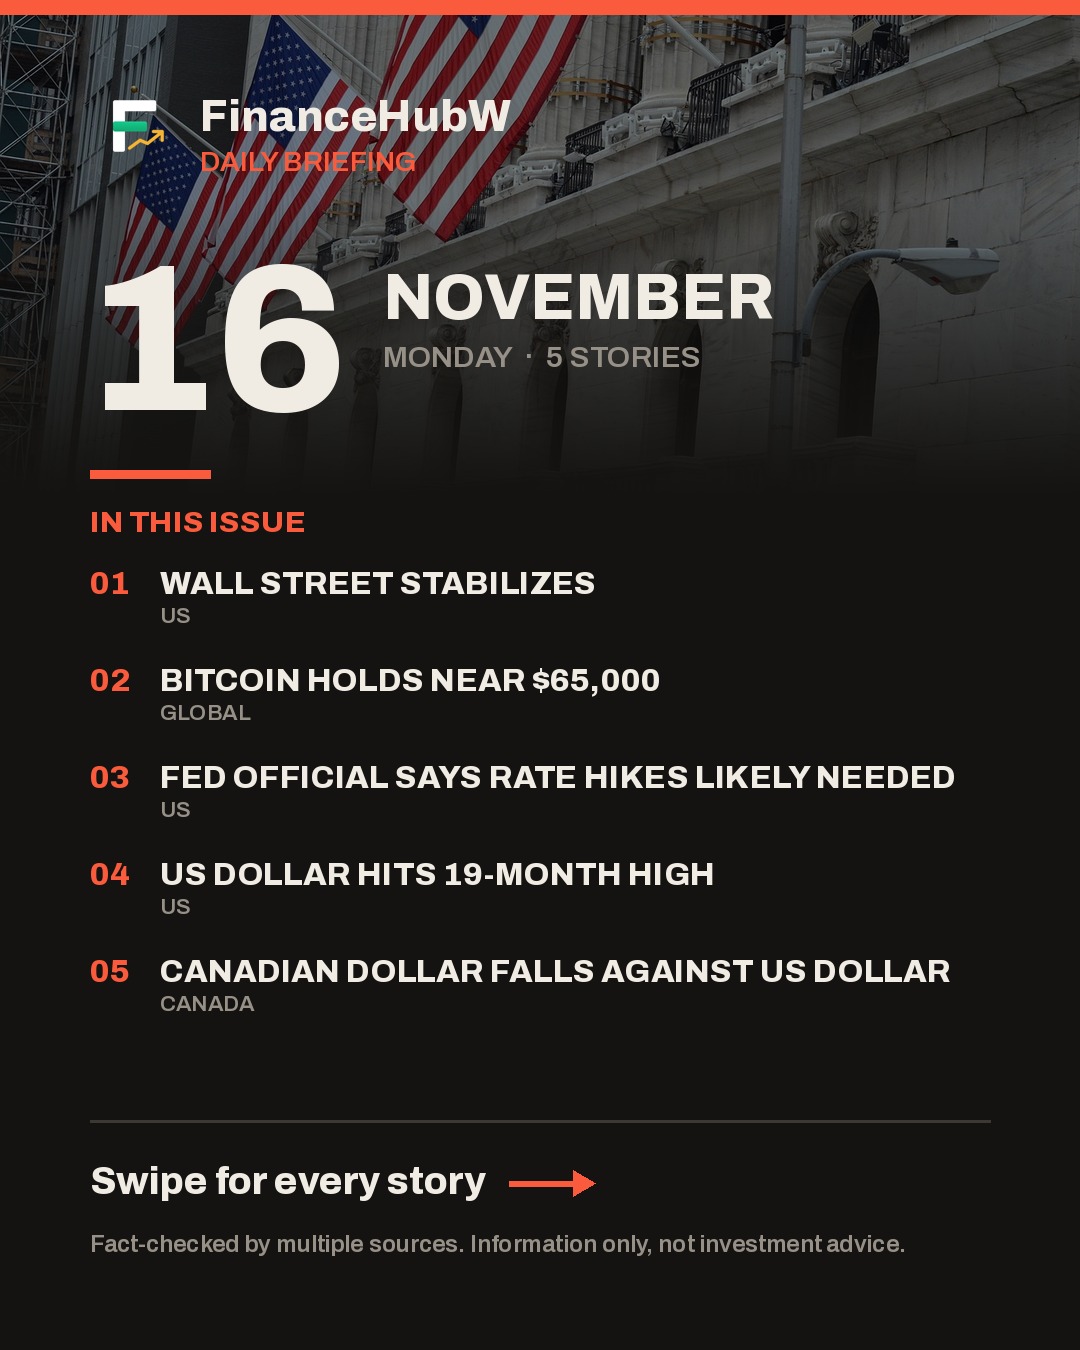 FinanceHubW
DAILY BRIEFING
16
NOVEMBER
MONDAY · 5 STORIES
IN THIS ISSUE
01 WALL STREET STABILIZES
US
02 BITCOIN HOLDS NEAR $65,000
GLOBAL
03 FED OFFICIAL SAYS RATE HIKES LIKELY NEEDED
US
04 US DOLLAR HITS 19-MONTH HIGH
US
05 CANADIAN DOLLAR FALLS AGAINST US DOLLAR
CANADA
Swipe for every story
Fact-checked by multiple sources. Information only, not investment advice.